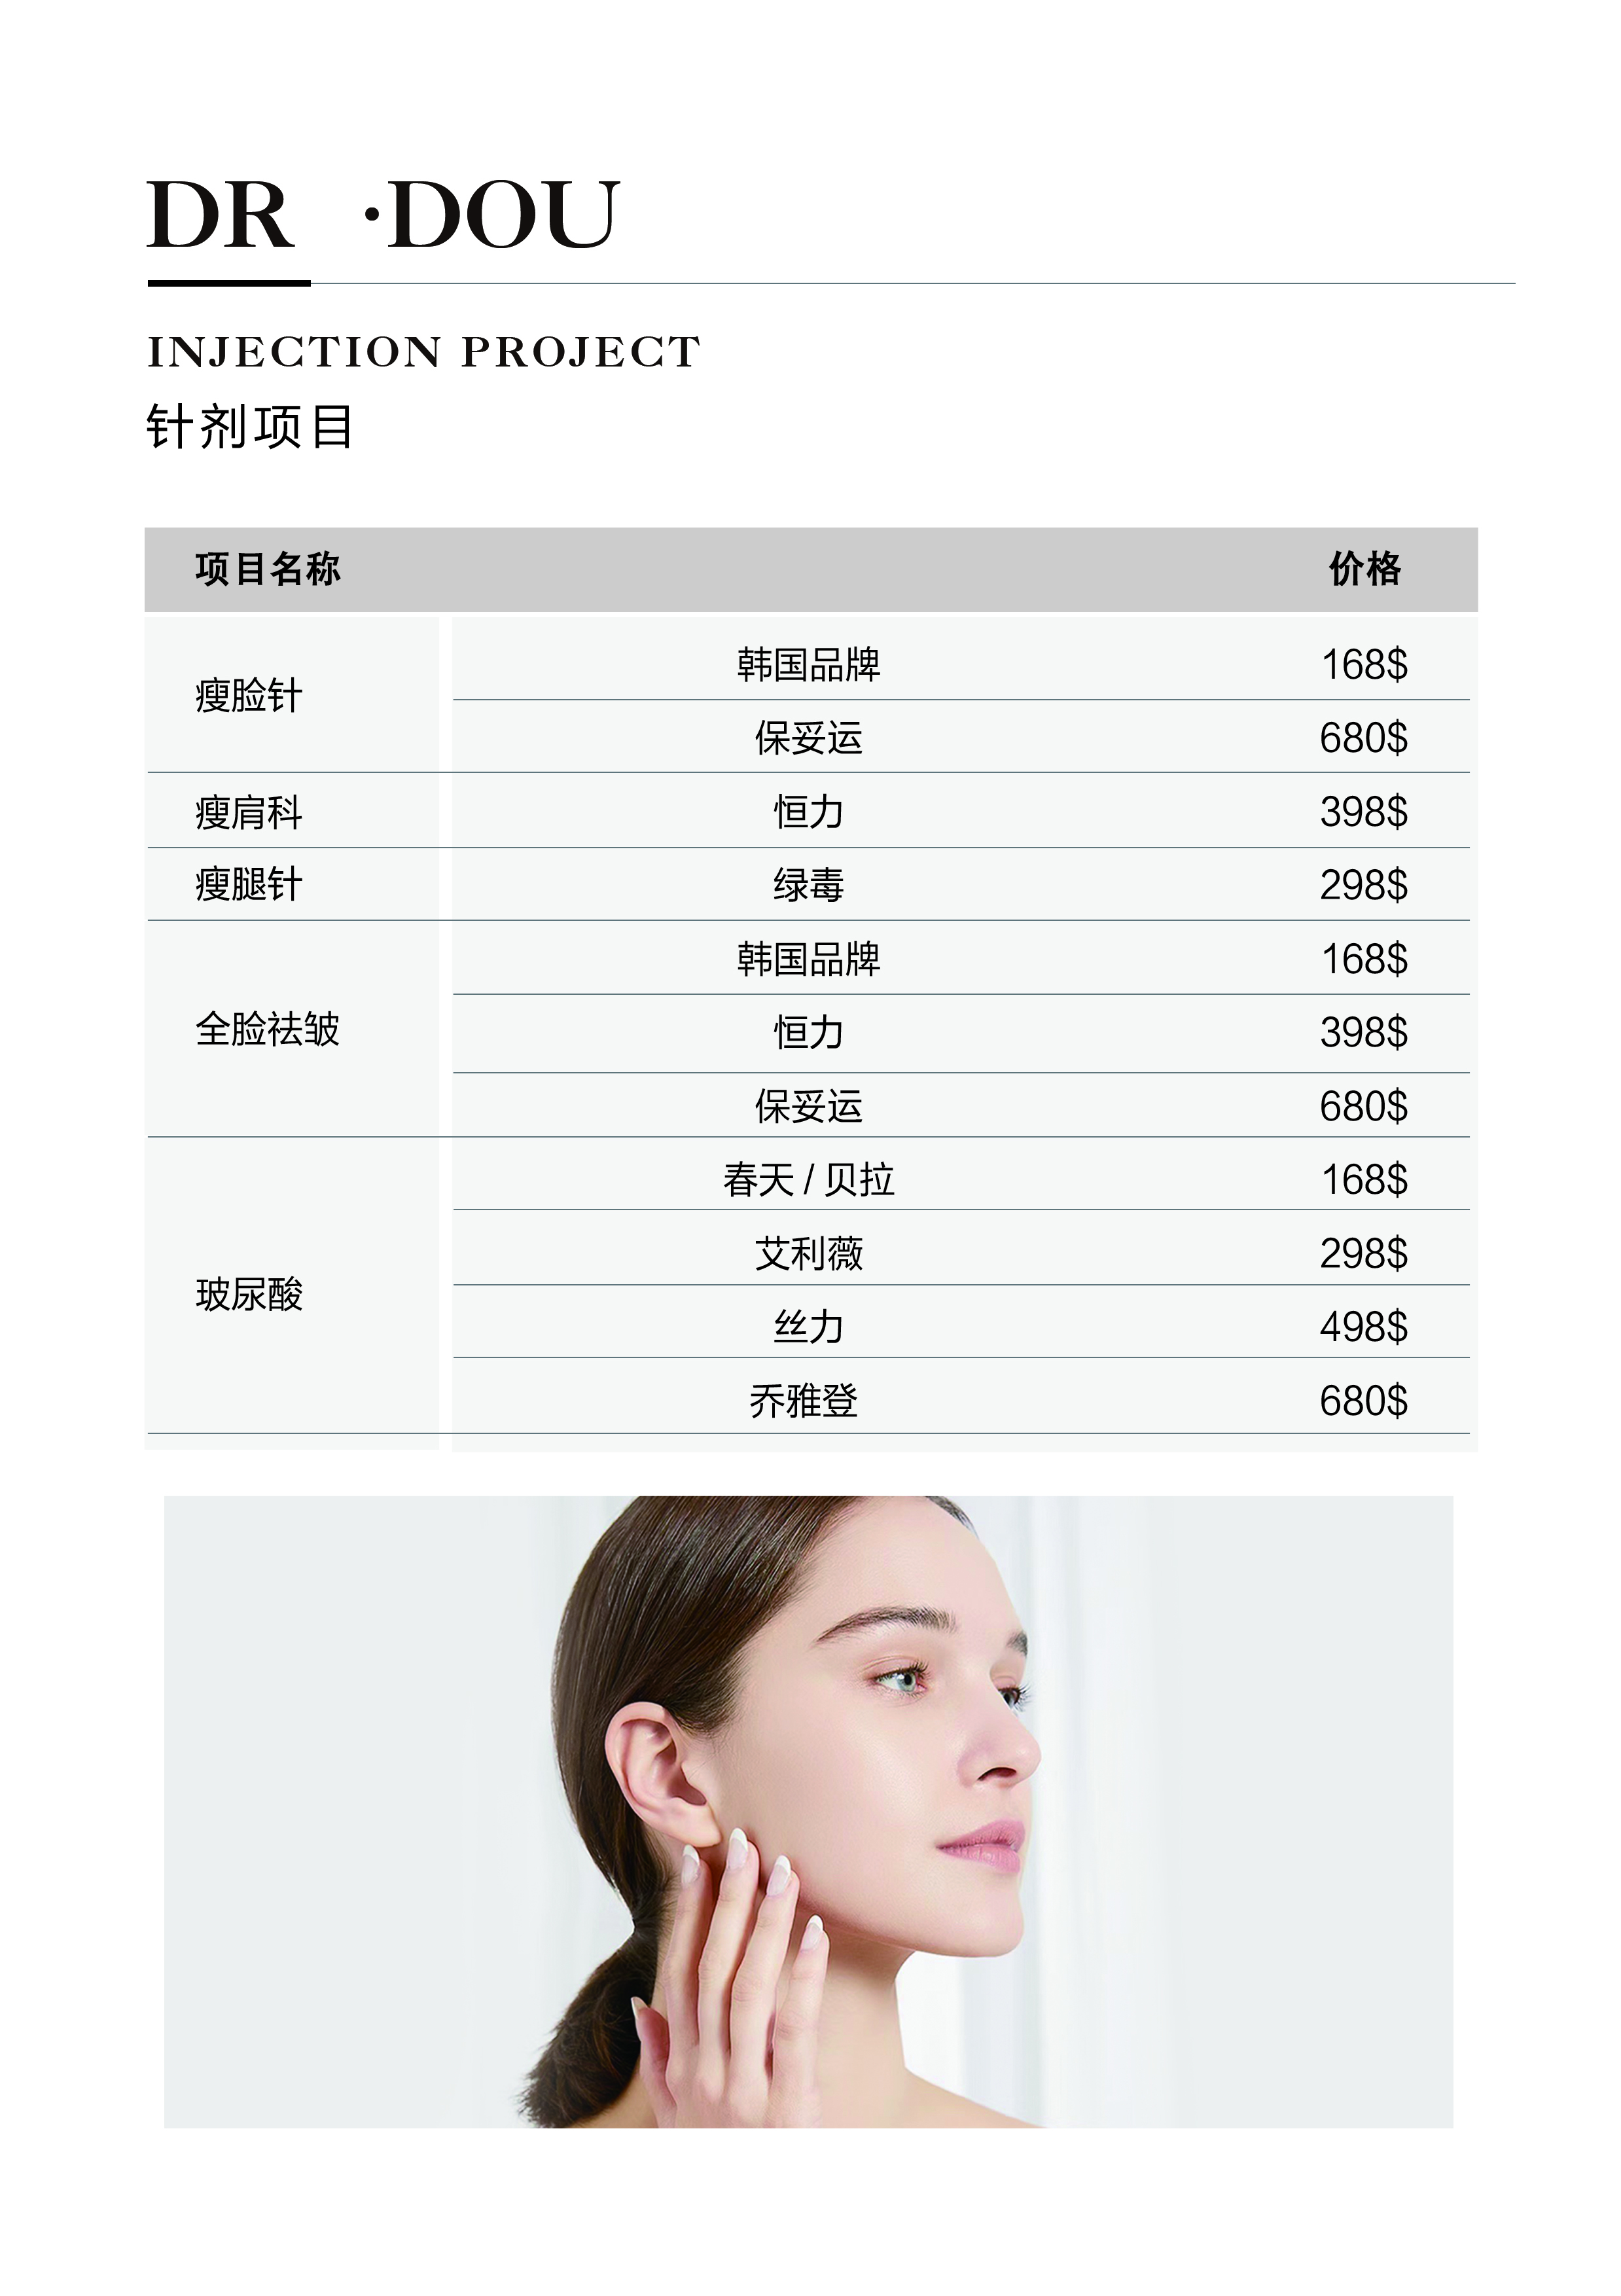 DR ·DOU
INJECTION PROJECT
针剂项目
项目名称 价格
瘦脸针
韩国品牌 168$
保妥运 680$
瘦肩科 恒力 398$
瘦腿针 绿毒 298$
全脸祛皱
韩国品牌 168$
恒力 398$
保妥运 680$
玻尿酸
春天 / 贝拉 168$
艾利薇 298$
丝力 498$
乔雅登 680$